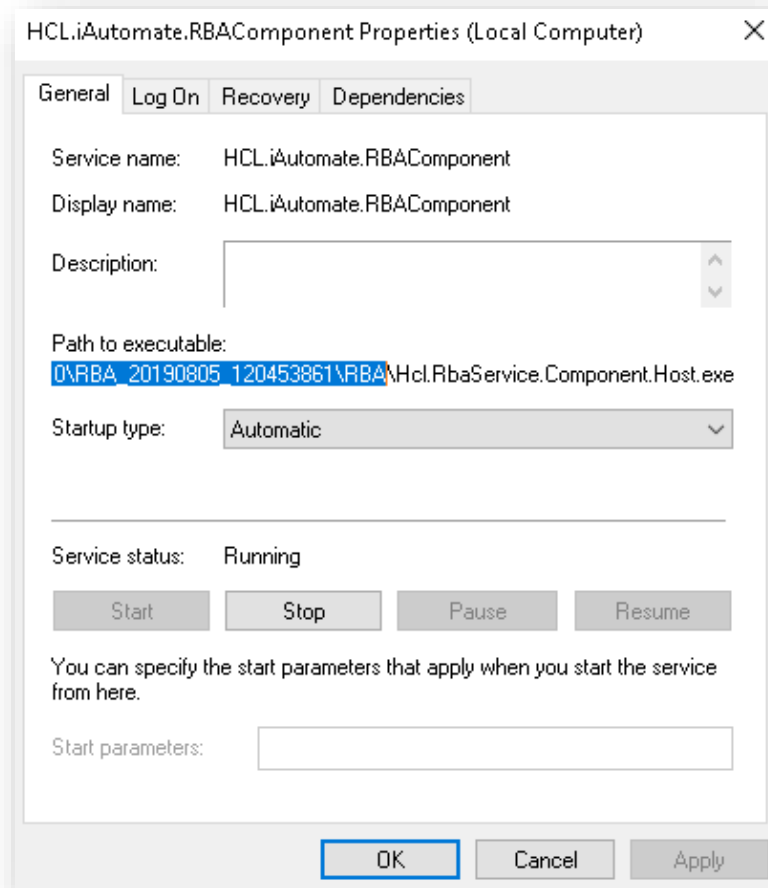 HCL.iAutomate.RBAComponent Properties (Local Computer)
General Log On Recovery Dependencies
Service name: HCL.iAutomate.RBAComponent
Display name: HCL.iAutomate.RBAComponent
Description:
Path to executable:
0\RBA_20190805_120453861\RBA\Hcl.RbaService.Component.Host.exe
Startup type: Automatic
Service status: Running
Start Stop Pause Resume
You can specify the start parameters that apply when you start the service
from here.
Start parameters:
OK Cancel Apply